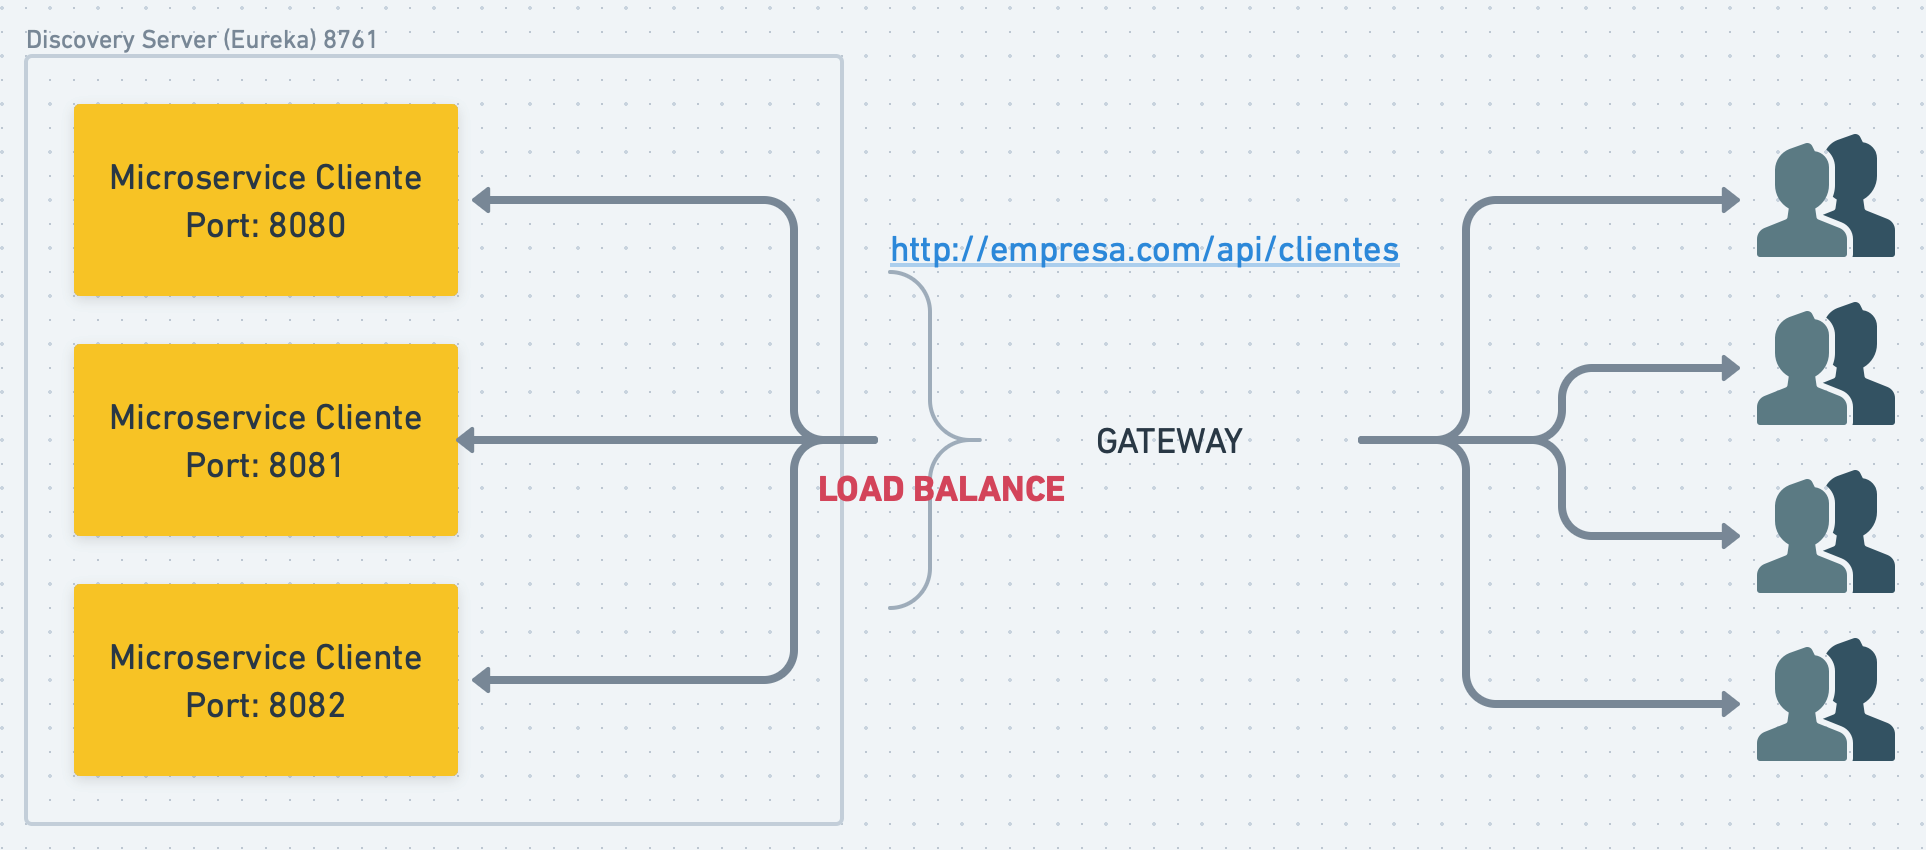 Discovery Server (Eureka) 8761
Microservice Cliente
Port: 8080
Microservice Cliente
Port: 8081
Microservice Cliente
Port: 8082
http://empresa.com/api/clientes
GATEWAY
LOAD BALANCE